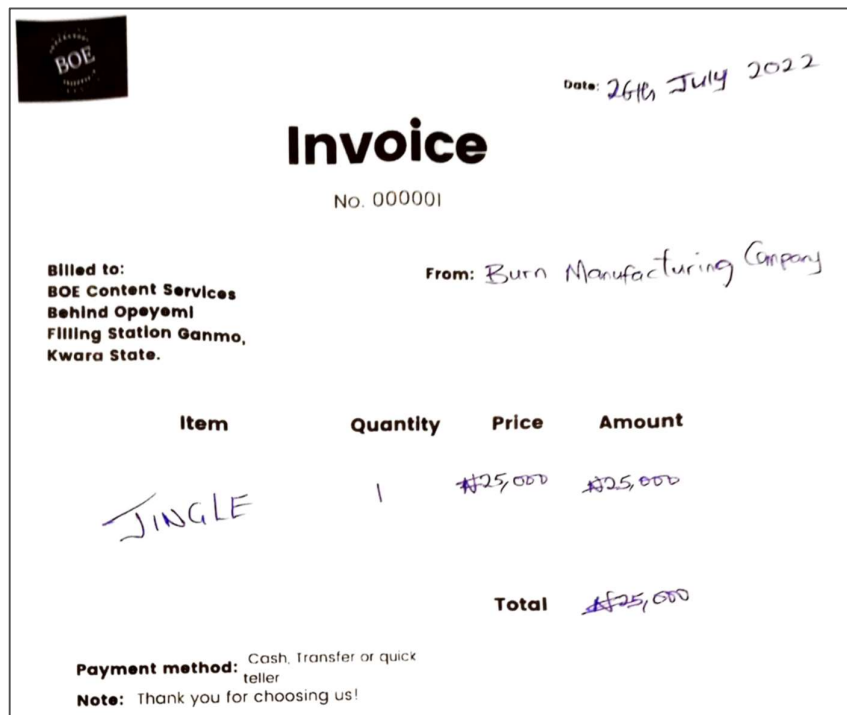 BOE
Date: 26th July 2022
Invoice
No. 000001
Billed to:
BOE Content Services
Behind Opeyemi
Filling Station Ganmo,
Kwara State.
From: Burn Manufacturing Company
Item Quantity Price Amount
JINGLE 1 ₦25,000 ₦25,000
Total ₦25,000
Payment method: Cash, Transfer or quick
teller
Note: Thank you for choosing us!